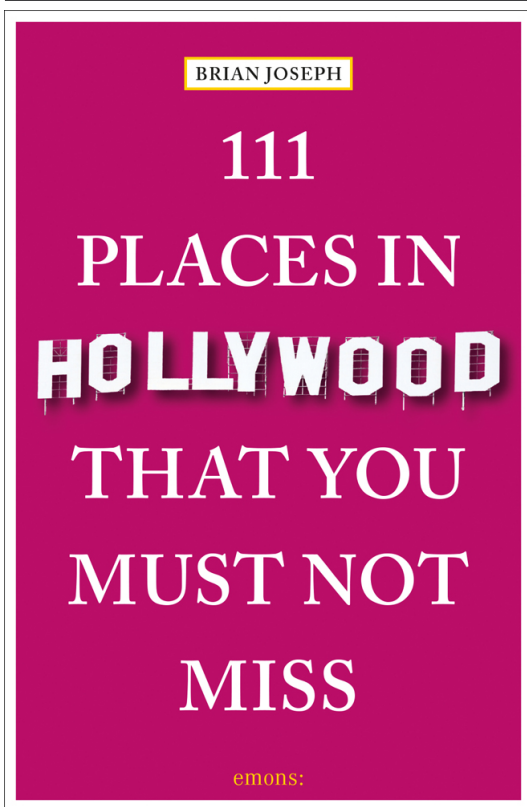 BRIAN JOSEPH
111
PLACES IN
HOLLYWOOD
THAT YOU
MUST NOT
MISS
emons: